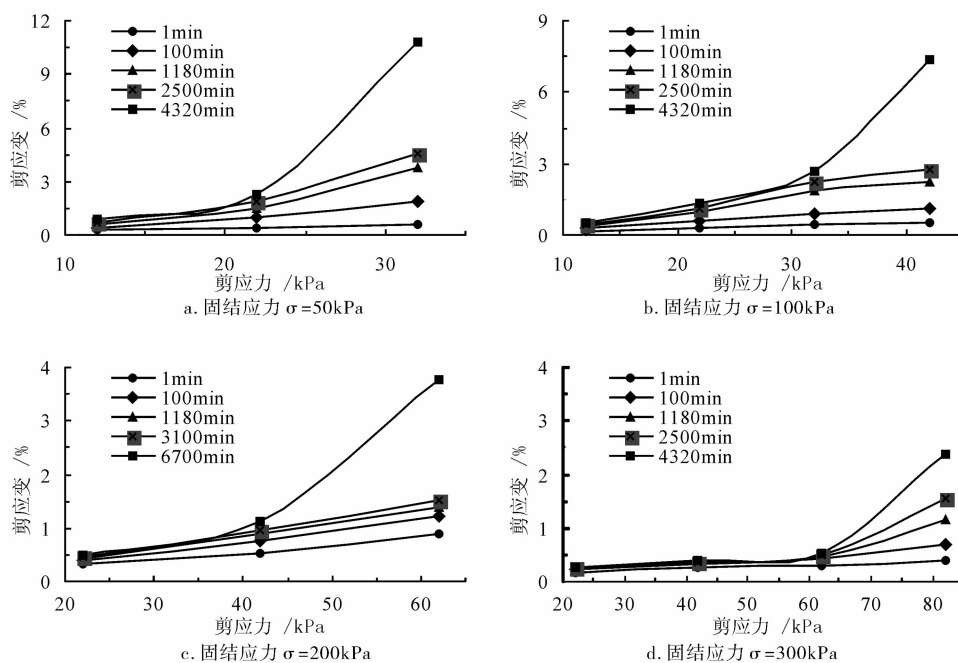 12
9
6
3
0
剪应变 /%
1min
100min
1180min
2500min
4320min
10
20
30
剪应力 /kPa
a. 固结应力 σ=50kPa
9
6
3
0
剪应变 /%
1min
100min
1180min
2500min
4320min
10
20
30
40
剪应力 /kPa
b. 固结应力 σ=100kPa
4
3
2
1
0
剪应变 /%
1min
100min
1180min
3100min
6700min
20
30
40
50
60
剪应力 /kPa
c. 固结应力 σ=200kPa
4
3
2
1
0
剪应变 /%
1min
100min
1180min
2500min
4320min
20
30
40
50
60
70
80
剪应力 /kPa
d. 固结应力 σ=300kPa